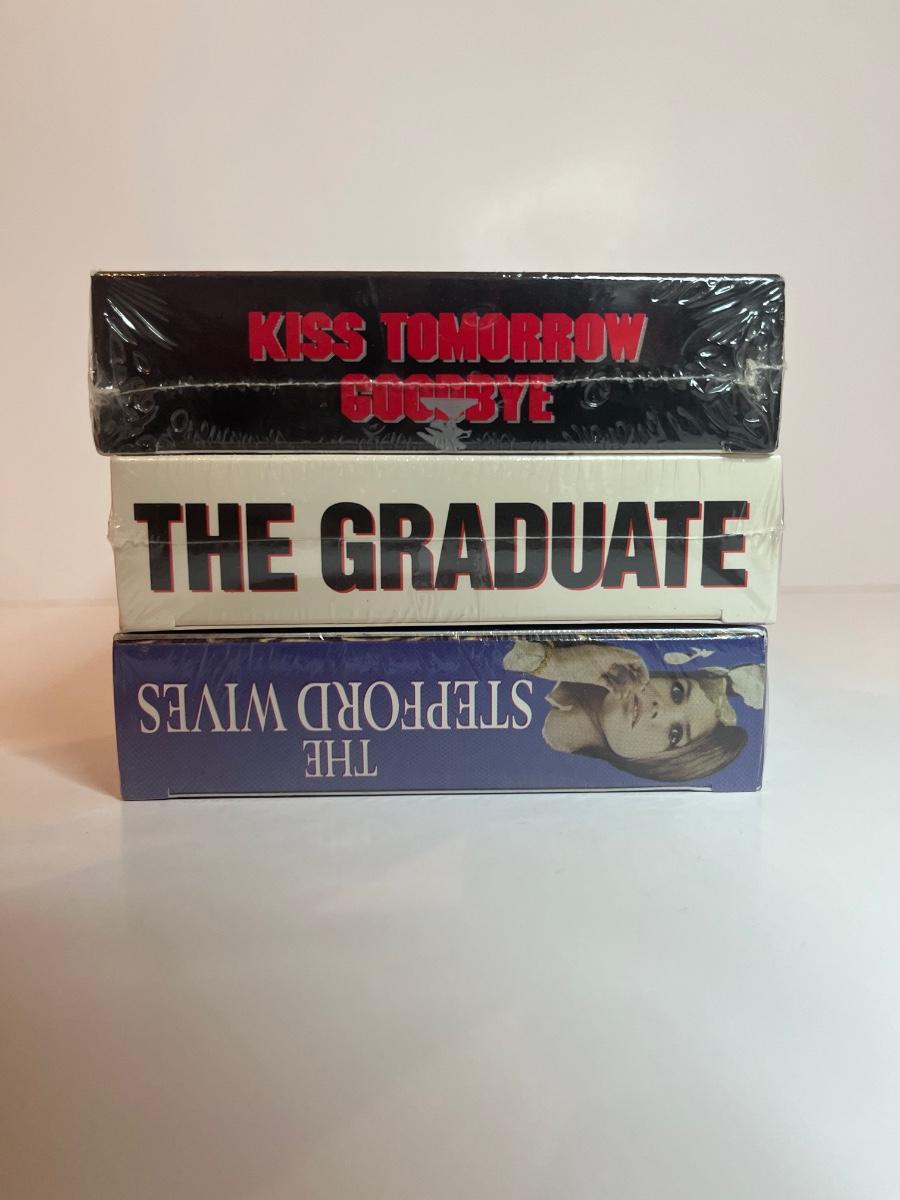 KISS TOMORROW
GOODBYE
THE GRADUATE
THE
STEPFORD WIVES